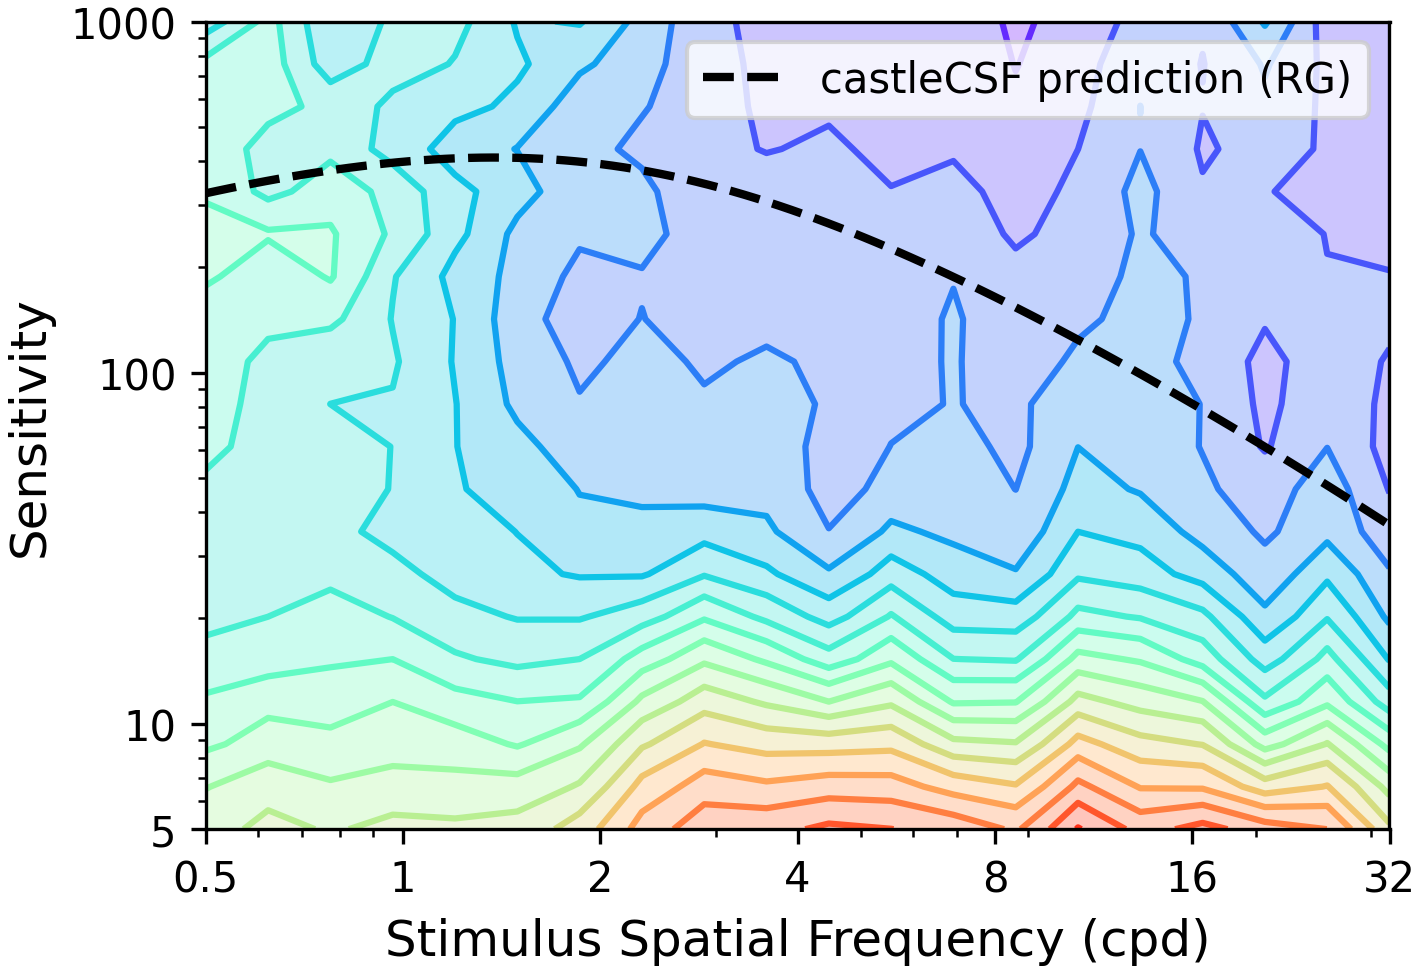 1000
castleCSF prediction (RG)
100
10
5
Sensitivity
0.5 1 2 4 8 16 32
Stimulus Spatial Frequency (cpd)